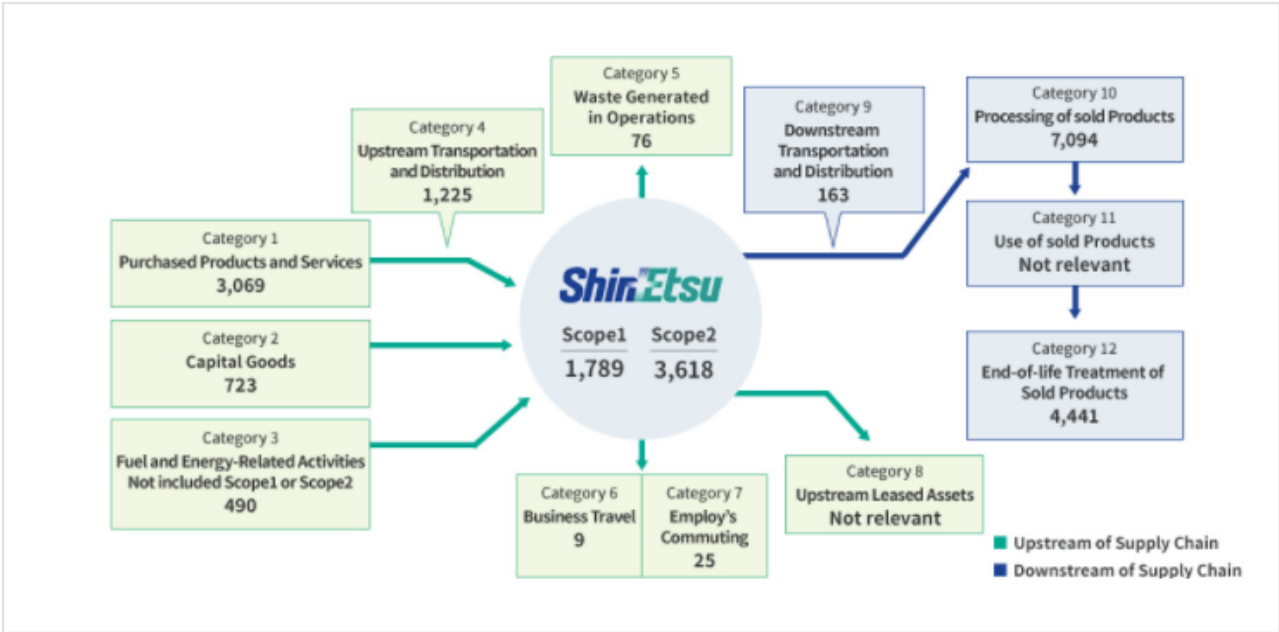 Category 5
Waste Generated
in Operations
76
Category 4
Upstream Transportation
and Distribution
1,225
Category 9
Downstream
Transportation
and Distribution
163
Category 10
Processing of sold Products
7,094
Category 1
Purchased Products and Services
3,069
Category 11
Use of sold Products
Not relevant
Category 2
Capital Goods
723
ShinEtsu
Scope1 Scope2
1,789 3,618
Category 12
End-of-life Treatment of
Sold Products
4,441
Category 3
Fuel and Energy-Related Activities
Not included Scope1 or Scope2
490
Category 6
Business Travel
9
Category 7
Employ's
Commuting
25
Category 8
Upstream Leased Assets
Not relevant
Upstream of Supply Chain
Downstream of Supply Chain